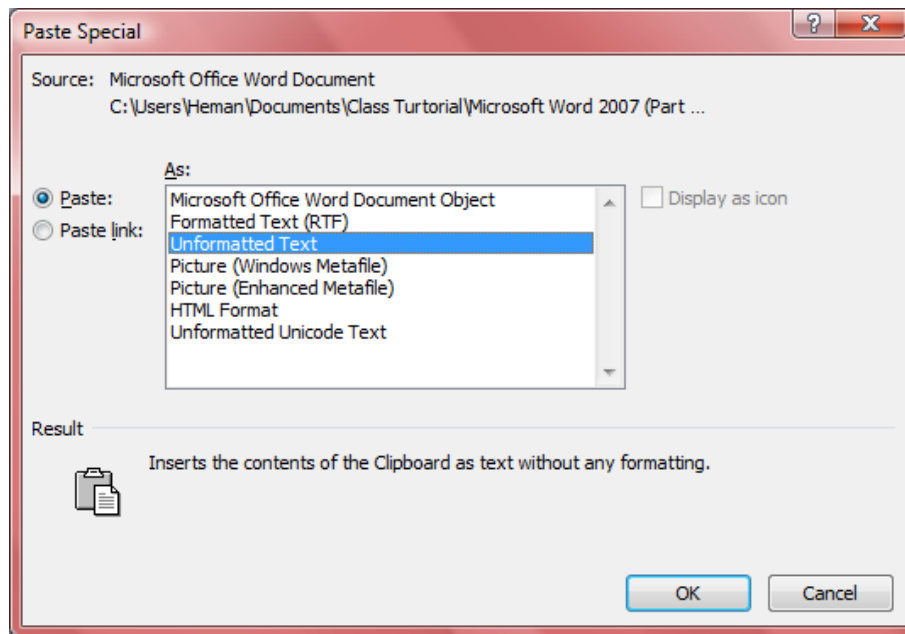 Paste Special
Source: Microsoft Office Word Document
C:\Users\Heman\Documents\Class Turtorial\Microsoft Word 2007 (Part ...
As:
Paste:
Paste link:
Microsoft Office Word Document Object
Formatted Text (RTF)
Unformatted Text
Picture (Windows Metafile)
Picture (Enhanced Metafile)
HTML Format
Unformatted Unicode Text
Display as icon
Result
Inserts the contents of the Clipboard as text without any formatting.
OK Cancel